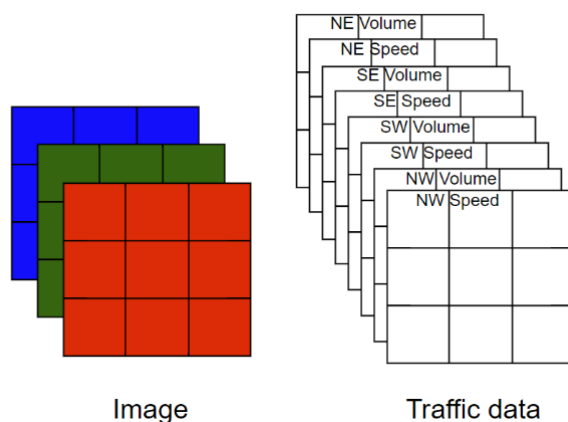 NE Volume
NE Speed
SE Volume
SE Speed
SW Volume
SW Speed
NW Volume
NW Speed
Image
Traffic data